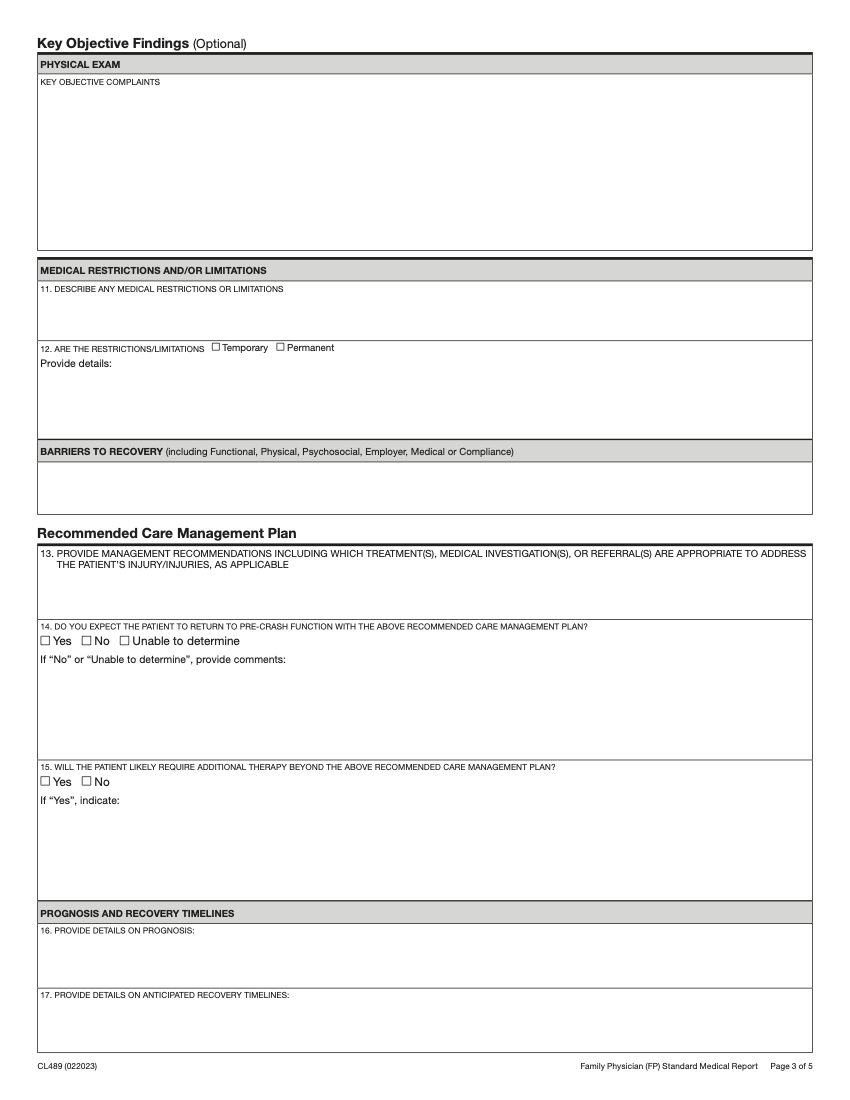 Key Objective Findings (Optional)
PHYSICAL EXAM
KEY OBJECTIVE COMPLAINTS
MEDICAL RESTRICTIONS AND/OR LIMITATIONS
11. DESCRIBE ANY MEDICAL RESTRICTIONS OR LIMITATIONS
12. ARE THE RESTRICTIONS/LIMITATIONS ☐ Temporary ☐ Permanent
Provide details:
BARRIERS TO RECOVERY (including Functional, Physical, Psychosocial, Employer, Medical or Compliance)
Recommended Care Management Plan
13. PROVIDE MANAGEMENT RECOMMENDATIONS INCLUDING WHICH TREATMENT(S), MEDICAL INVESTIGATION(S), OR REFERRAL(S) ARE APPROPRIATE TO ADDRESS
THE PATIENT'S INJURY/INJURIES, AS APPLICABLE
14. DO YOU EXPECT THE PATIENT TO RETURN TO PRE-CRASH FUNCTION WITH THE ABOVE RECOMMENDED CARE MANAGEMENT PLAN?
☐ Yes ☐ No ☐ Unable to determine
If “No” or “Unable to determine”, provide comments:
15. WILL THE PATIENT LIKELY REQUIRE ADDITIONAL THERAPY BEYOND THE ABOVE RECOMMENDED CARE MANAGEMENT PLAN?
☐ Yes ☐ No
If “Yes”, indicate:
PROGNOSIS AND RECOVERY TIMELINES
16. PROVIDE DETAILS ON PROGNOSIS:
17. PROVIDE DETAILS ON ANTICIPATED RECOVERY TIMELINES:
CL489 (022023) Family Physician (FP) Standard Medical Report Page 3 of 5